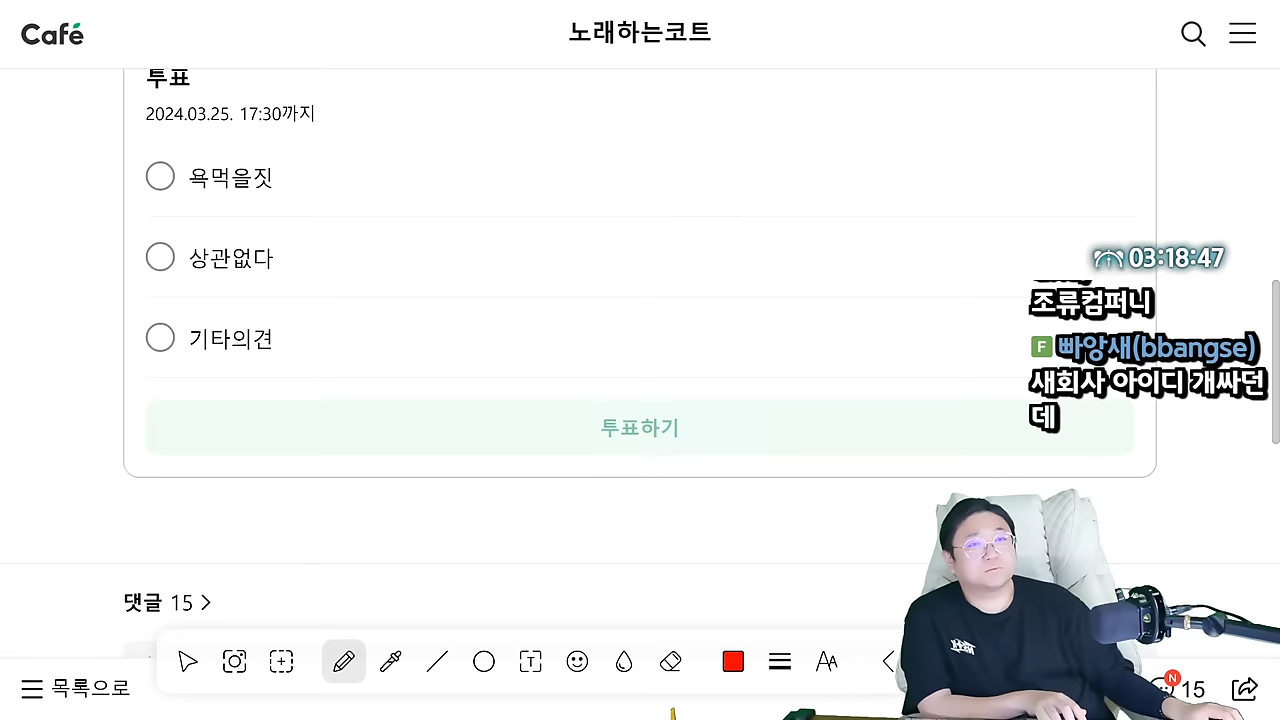 Café
노래하는코트
투표
2024.03.25. 17:30까지
욕먹을짓
상관없다
기타의견
투표하기
03:18:47
조류컴퍼니
F 빠앙새(bbangse)
새회사 아이디 개싸던
데
댓글 15
T
AA
목록으로
N
15